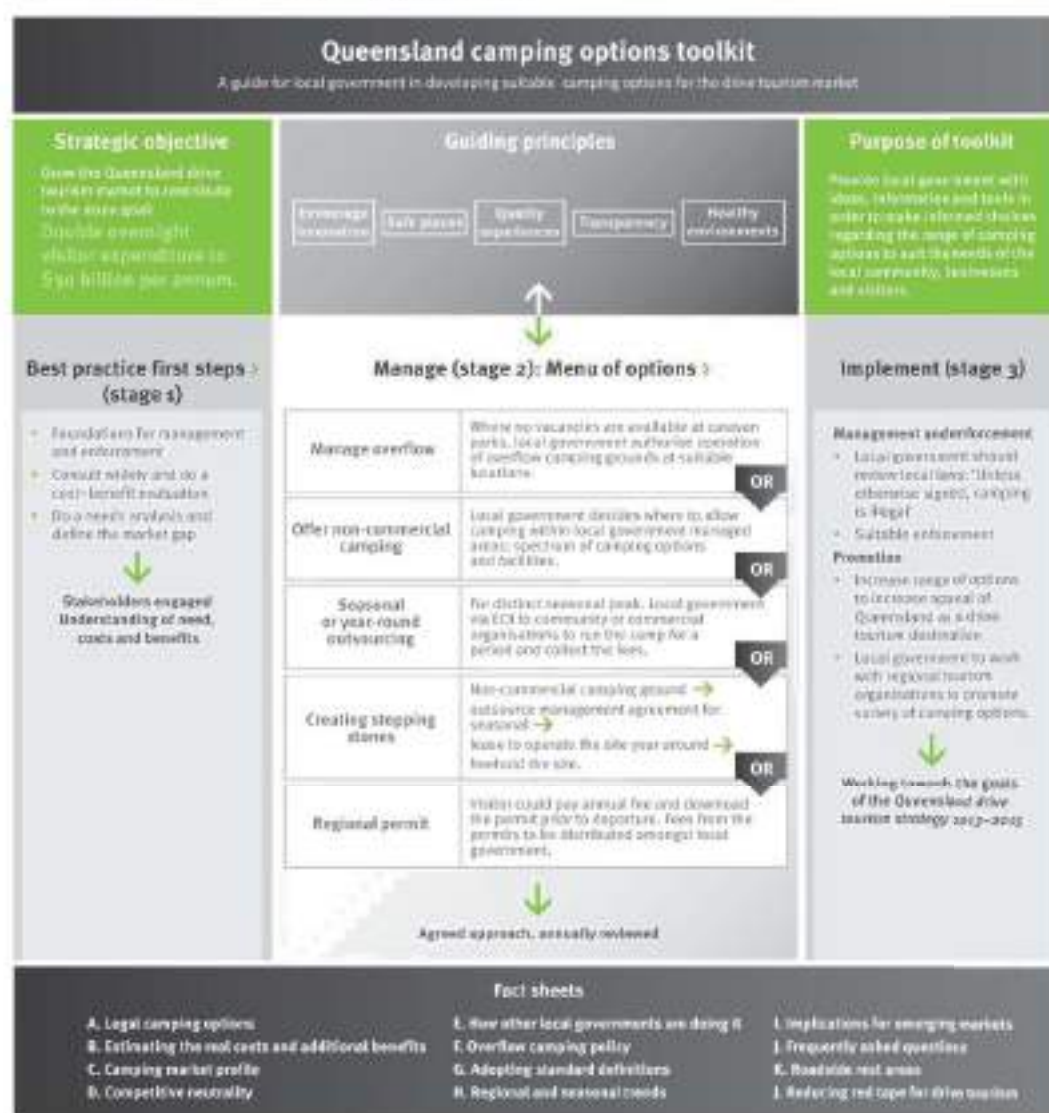 Queensland camping options toolkit
A guide for local government in developing suitable camping options for the drive tourism market
Strategic objective
Grow the Queensland drive
tourism market to contribute
to the goal:
Double overnight
visitor expenditure to
$30 billion per annum.
Guiding principles
Encourage
innovation
Safe places
Quality
experiences
Transparency
Healthy
environments
Purpose of toolkit
Provide local government with
ideas, information and tools in
order to make informed choices
regarding the range of camping
options to suit the needs of the
local community, businesses
and visitors.
Best practice first steps >
(stage 1)
• Foundations for management
and enforcement
• Consult widely and do a
cost-benefit evaluation
• Do a needs analysis and
define the market gap
Stakeholders engaged
Understanding of need,
costs and benefits
Manage (stage 2): Menu of options >
Manage overflow
Where no vacancies are available at caravan
parks, local government authorise operation
of overflow camping grounds at suitable
locations.
OR
Offer non-commercial
camping
Local government decides where to allow
camping within local government managed
areas; spectrum of camping options
and facilities.
OR
Seasonal
or year-round
outsourcing
For distinct seasonal peak. Local government
via EOI to community or commercial
organisations to run the camp for a
period and collect the fees.
OR
Creating stepping
stones
Non-commercial camping ground →
outsource management agreement for
seasonal →
lease to operate the site year around →
freehold the site.
OR
Regional permit
Visitor could pay annual fee and download
the permit prior to departure. Fees from the
permits to be distributed amongst local
government.
Agreed approach, annually reviewed
Implement (stage 3)
Management and enforcement
• Local government should
review local laws: "Unless
otherwise signed, camping
is illegal"
• Suitable enforcement
Promotion
• Increase range of options
to increase appeal of
Queensland as a drive
tourism destination
• Local government to work
with regional tourism
organisations to promote
variety of camping options.
Working towards the goals
of the Queensland drive
tourism strategy 2013–2015
Fact sheets
A. Legal camping options
B. Estimating the real costs and additional benefits
C. Camping market profile
D. Competitive neutrality
E. How other local governments are doing it
F. Overflow camping policy
G. Adopting standard definitions
H. Regional and seasonal trends
I. Implications for emerging markets
J. Frequently asked questions
K. Roadside rest areas
Reducing red tape for drive tourism